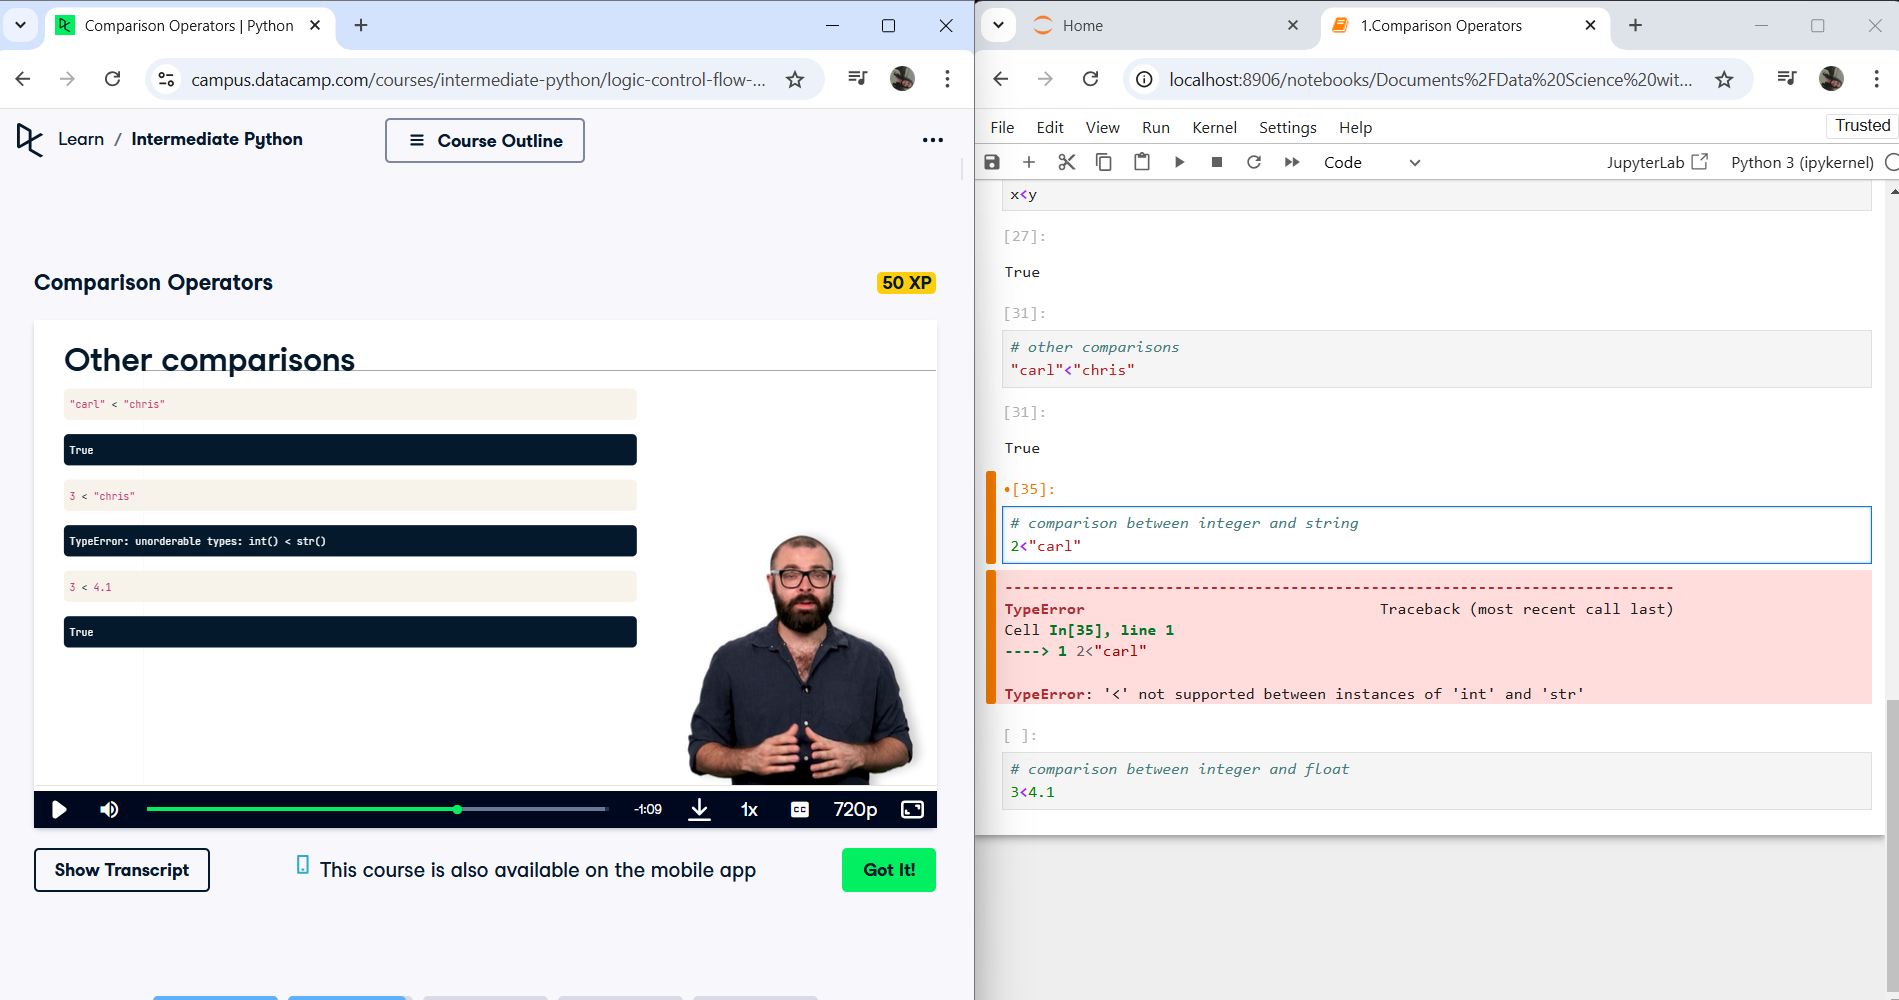 Comparison Operators | Python
campus.datacamp.com/courses/intermediate-python/logic-control-flow-...
Learn / Intermediate Python
Course Outline
Comparison Operators
50 XP
Other comparisons
"carl" < "chris"
True
3 < "chris"
TypeError: unorderable types: int() < str()
3 < 4.1
True
-1:09
1x
CC
720p
Show Transcript
This course is also available on the mobile app
Got It!
Home
1.Comparison Operators
localhost:8906/notebooks/Documents%2FData%20Science%20wit...
File Edit View Run Kernel Settings Help
Trusted
Code
JupyterLab
Python 3 (ipykernel)
x<y
[27]:
True
[31]:
# other comparisons
"carl"<"chris"
[31]:
True
•[35]:
# comparison between integer and string
2<"carl"
---------------------------------------------------------------------------
TypeError Traceback (most recent call last)
Cell In[35], line 1
----> 1 2<"carl"
TypeError: '<' not supported between instances of 'int' and 'str'
[ ]:
# comparison between integer and float
3<4.1